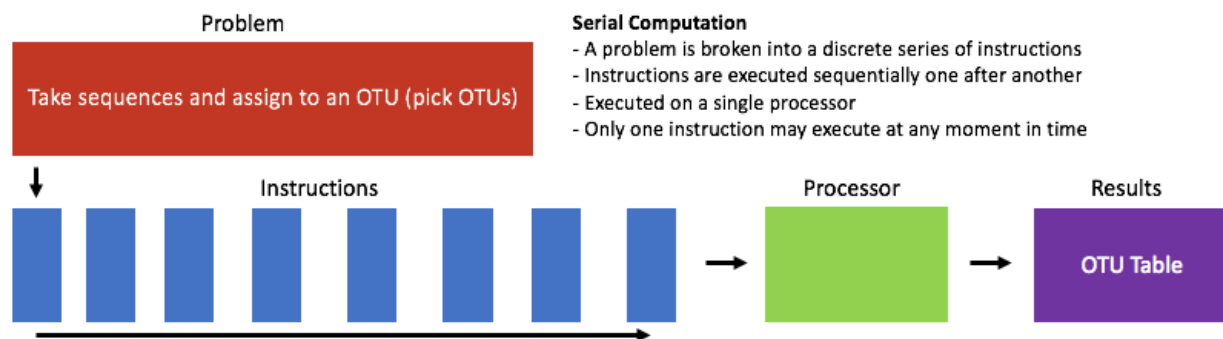 Problem
Take sequences and assign to an OTU (pick OTUs)
Serial Computation
- A problem is broken into a discrete series of instructions
- Instructions are executed sequentially one after another
- Executed on a single processor
- Only one instruction may execute at any moment in time
Instructions
Processor
Results
OTU Table